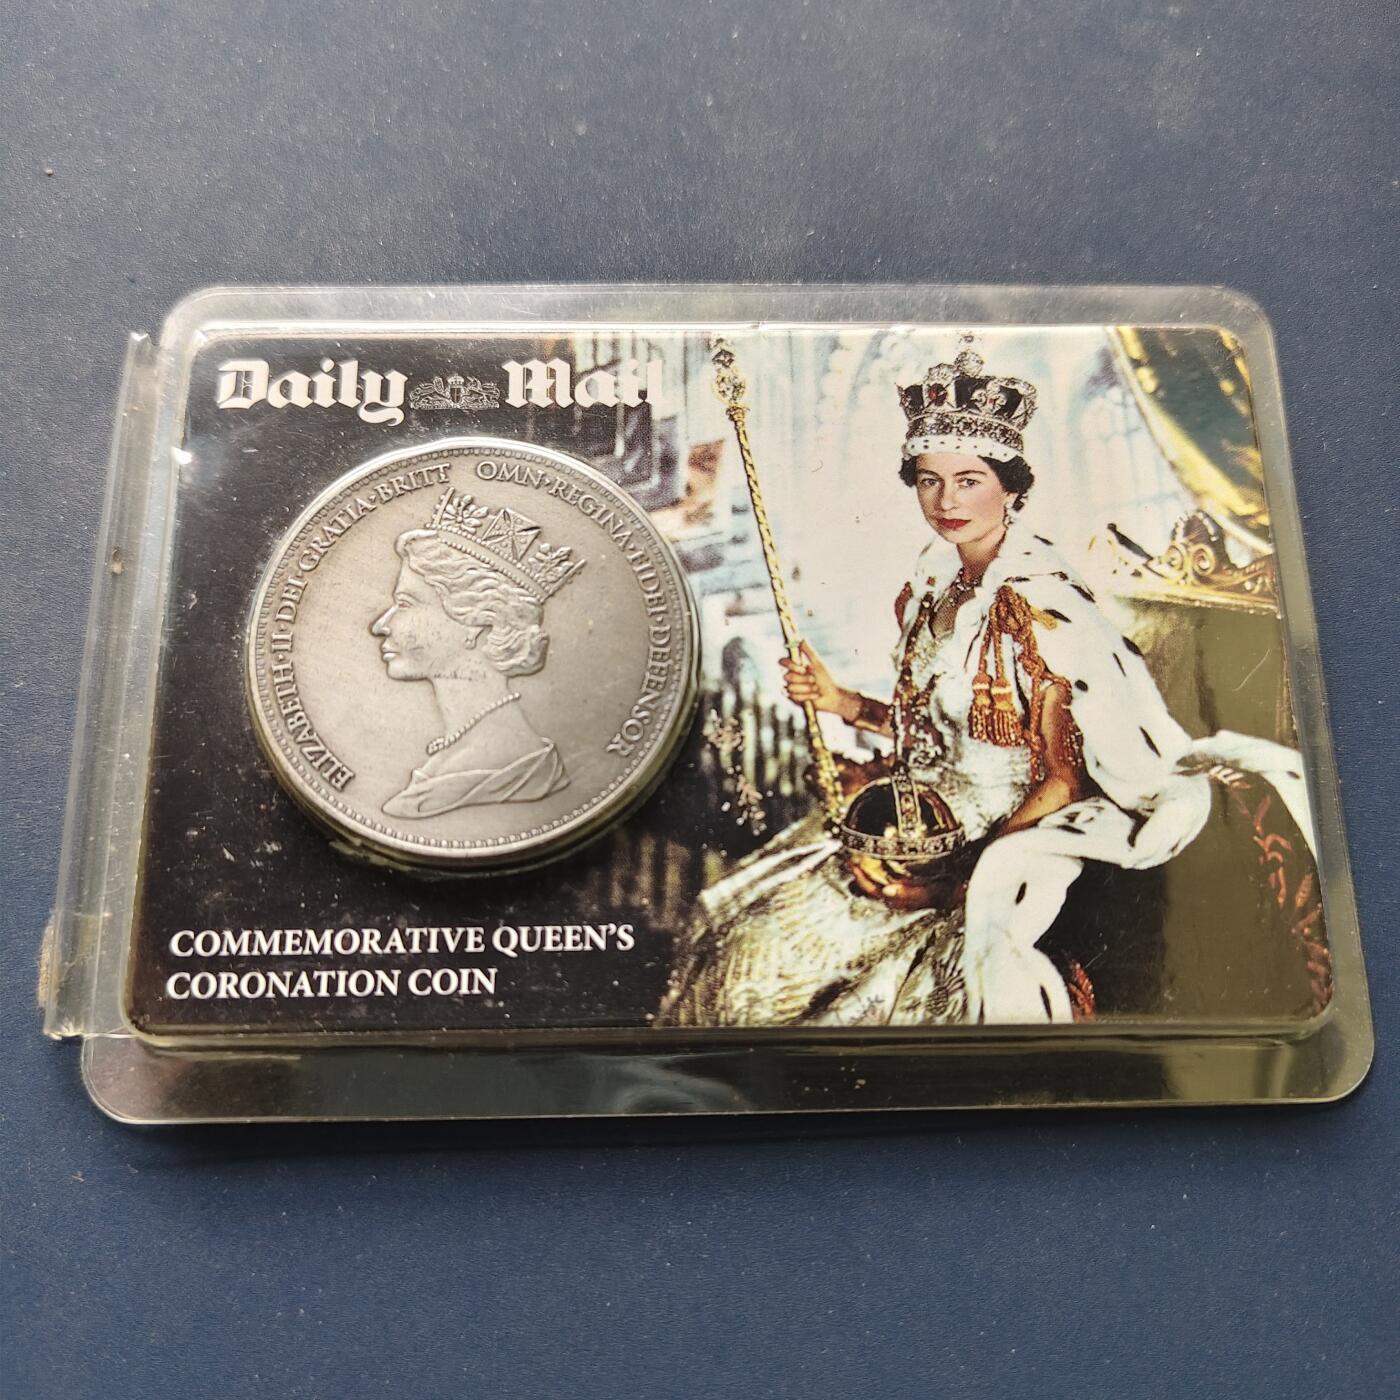 Daily Mail
ELIZABETH·II·DEI·GRATIA·BRITT OMN·REGINA·FIDEI·DEFENSOR
COMMEMORATIVE QUEEN'S
CORONATION COIN